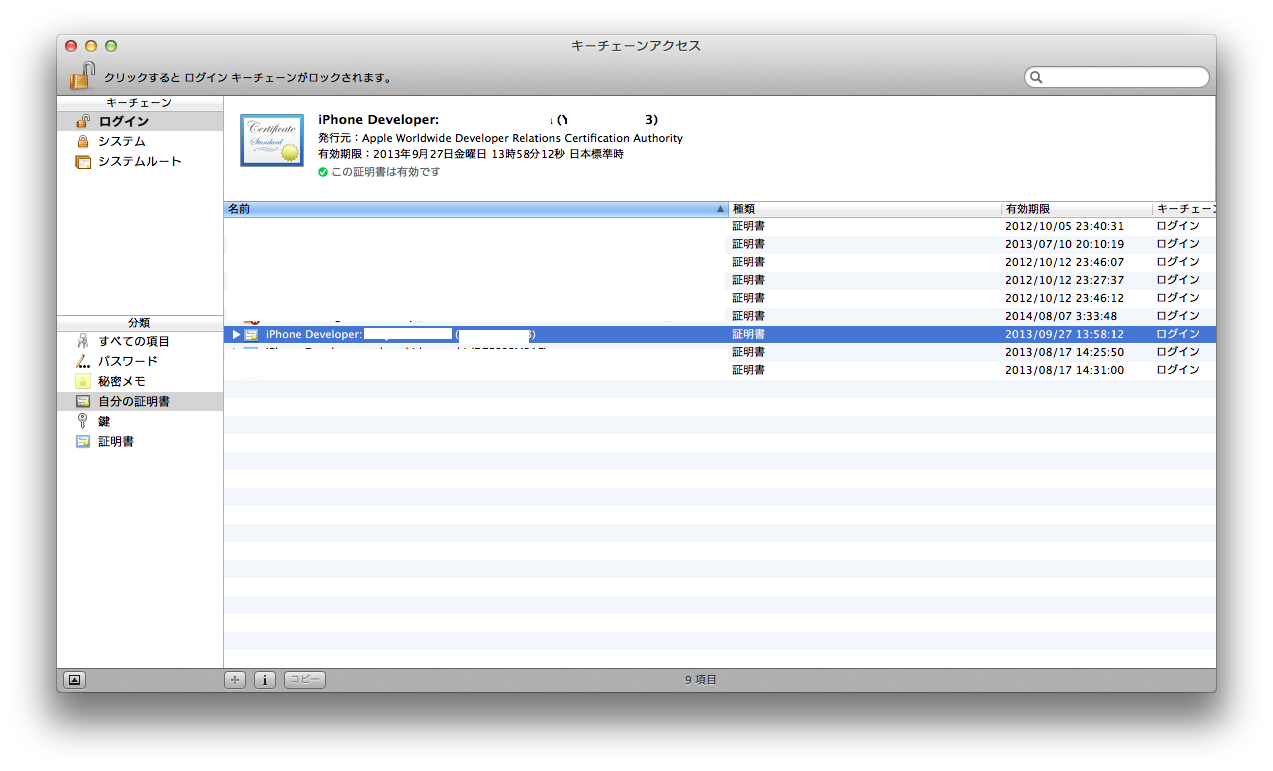 キーチェーンアクセス
クリックすると ログイン キーチェーンがロックされます。
キーチェーン
ログイン
システム
システムルート
Certificate
Standard
iPhone Developer: (Y 3)
発行元：Apple Worldwide Developer Relations Certification Authority
有効期限：2013年9月27日金曜日 13時58分12秒 日本標準時
この証明書は有効です
名前 種類 有効期限 キーチェーン
証明書 2012/10/05 23:40:31 ログイン
証明書 2013/07/10 20:10:19 ログイン
証明書 2012/10/12 23:46:07 ログイン
証明書 2012/10/12 23:27:37 ログイン
証明書 2012/10/12 23:46:12 ログイン
証明書 2014/08/07 3:33:48 ログイン
iPhone Developer: ( ) 証明書 2013/09/27 13:58:12 ログイン
証明書 2013/08/17 14:25:50 ログイン
証明書 2013/08/17 14:31:00 ログイン
分類
すべての項目
パスワード
秘密メモ
自分の証明書
鍵
証明書
コピー
9 項目